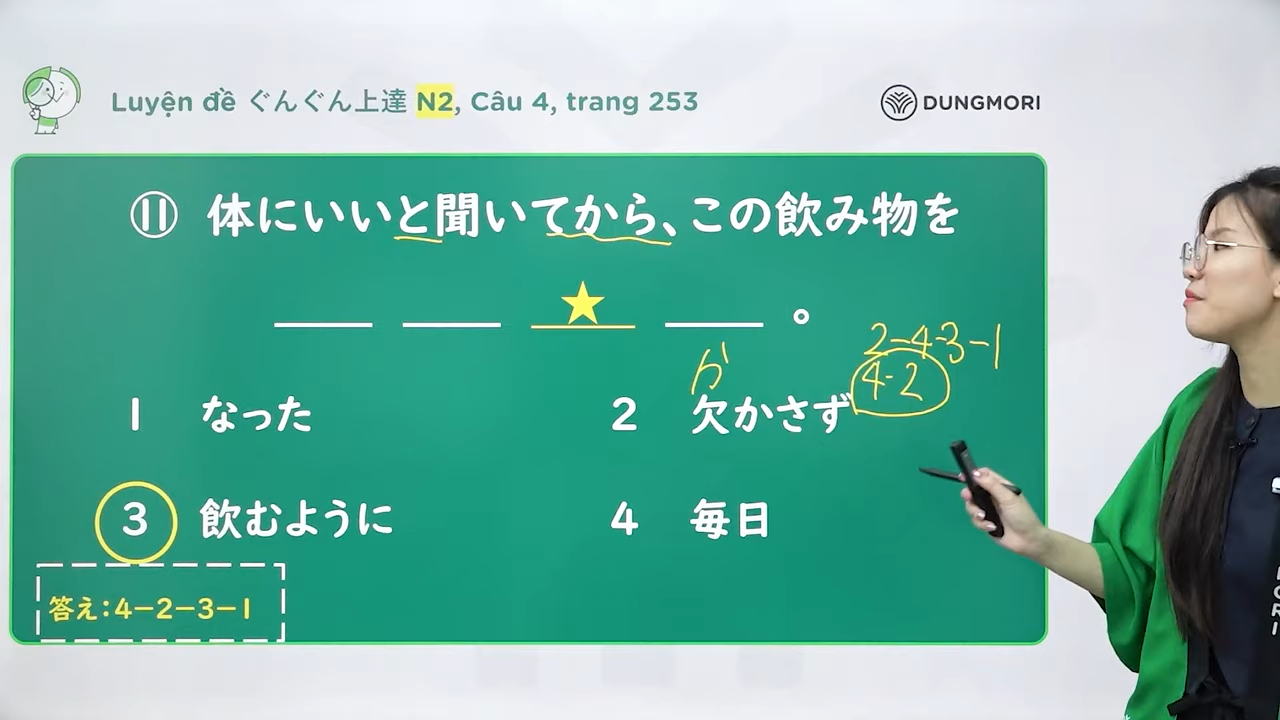 Luyện đề ぐんぐん上達 N2, Câu 4, trang 253
DUNGMORI
⑪ 体にいいと聞いてから、この飲み物を
＿ ＿ ★ ＿ 。
2-4-3-1
4-2
か
1 なった
2 欠かさず
3 飲むように
4 毎日
答え:4-2-3-1